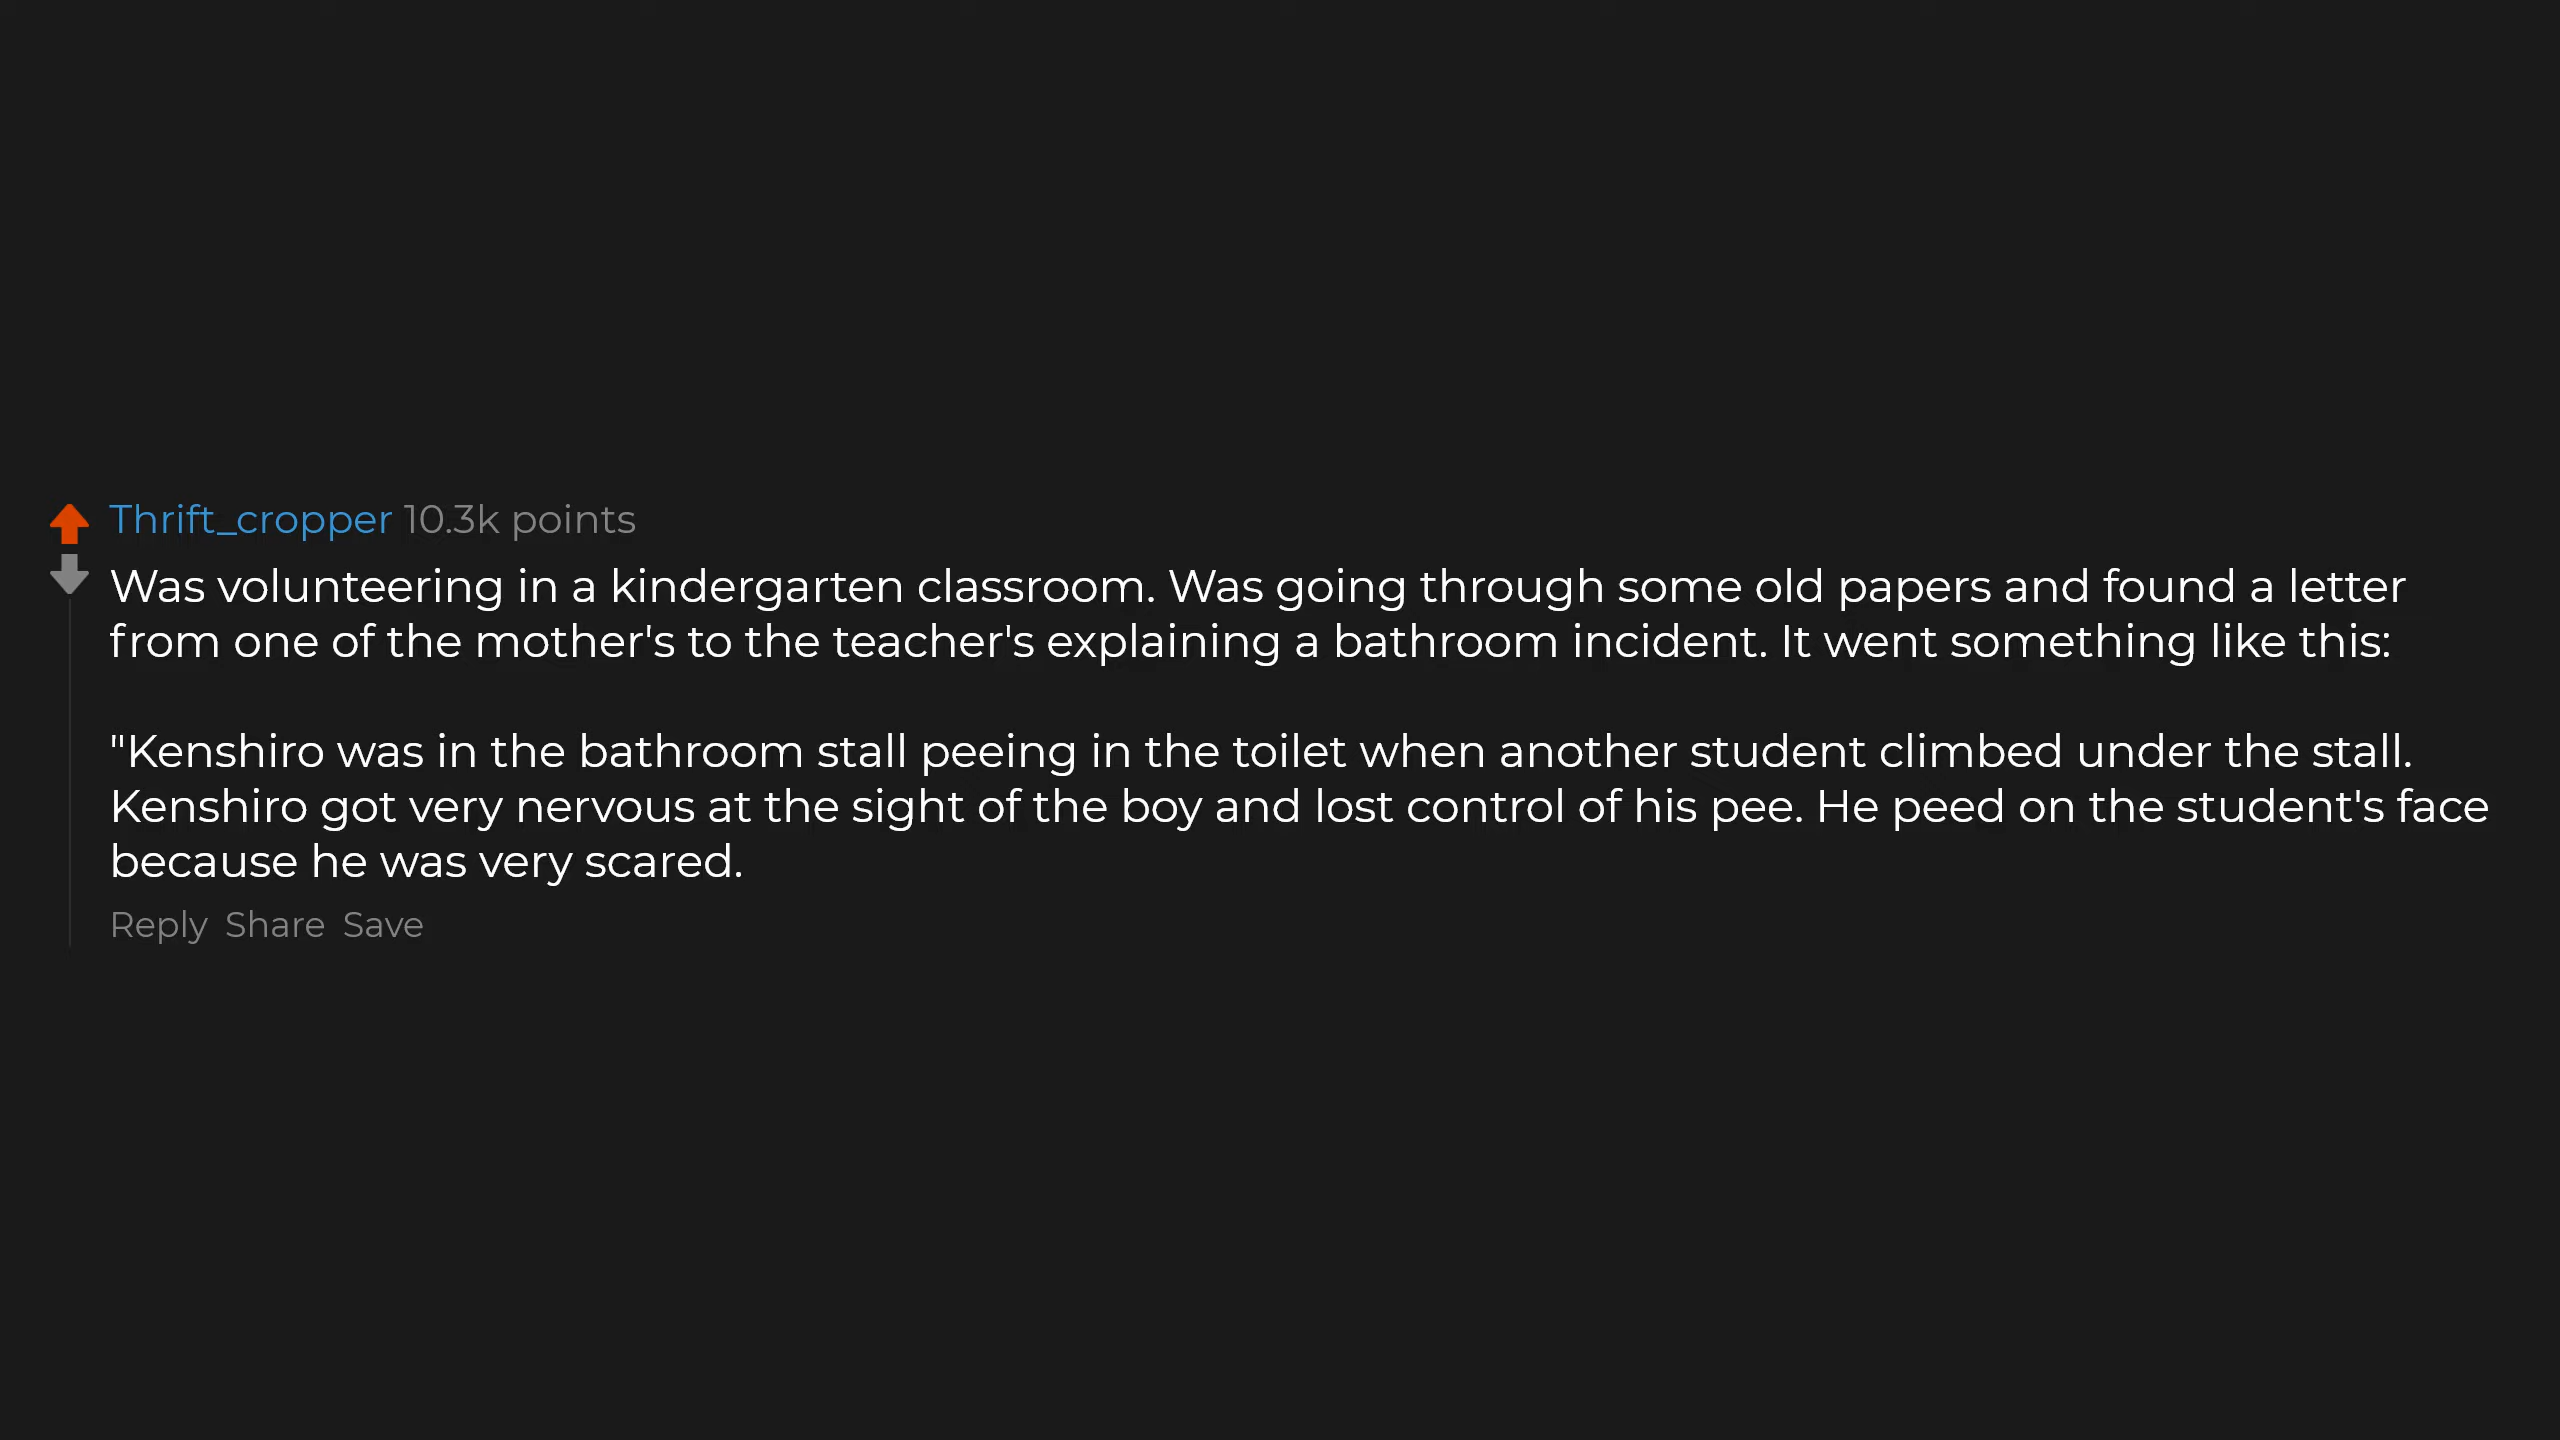 Thrift_cropper 10.3k points
Was volunteering in a kindergarten classroom. Was going through some old papers and found a letter
from one of the mother's to the teacher's explaining a bathroom incident. It went something like this:
"Kenshiro was in the bathroom stall peeing in the toilet when another student climbed under the stall.
Kenshiro got very nervous at the sight of the boy and lost control of his pee. He peed on the student's face
because he was very scared.
Reply Share Save